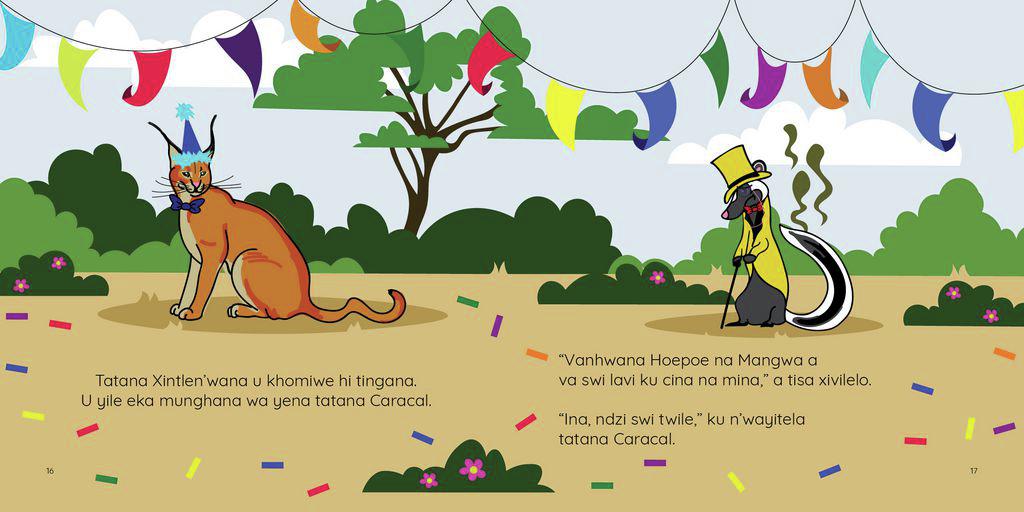 Tatana Xintlen’wana u khomiwe hi tingana.
U yile eka munghana wa yena tatana Caracal.
16
“Vanhwana Hoepoe na Mangwa a
va swi lavi ku cina na mina,” a tisa xivilelo.
“Ina, ndzi swi twile,” ku n’wayitela
tatana Caracal.
17